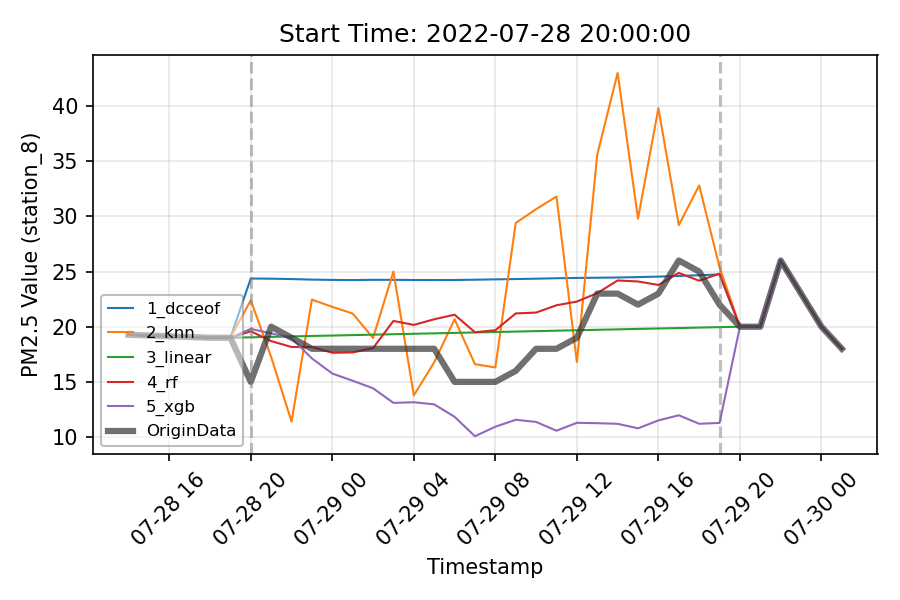 Start Time: 2022-07-28 20:00:00
PM2.5 Value (station_8)
40
35
30
25
20
15
10
1_dcceof
2_knn
3_linear
4_rf
5_xgb
OriginData
07-28 16
07-28 20
07-29 00
07-29 04
07-29 08
07-29 12
07-29 16
07-29 20
07-30 00
Timestamp